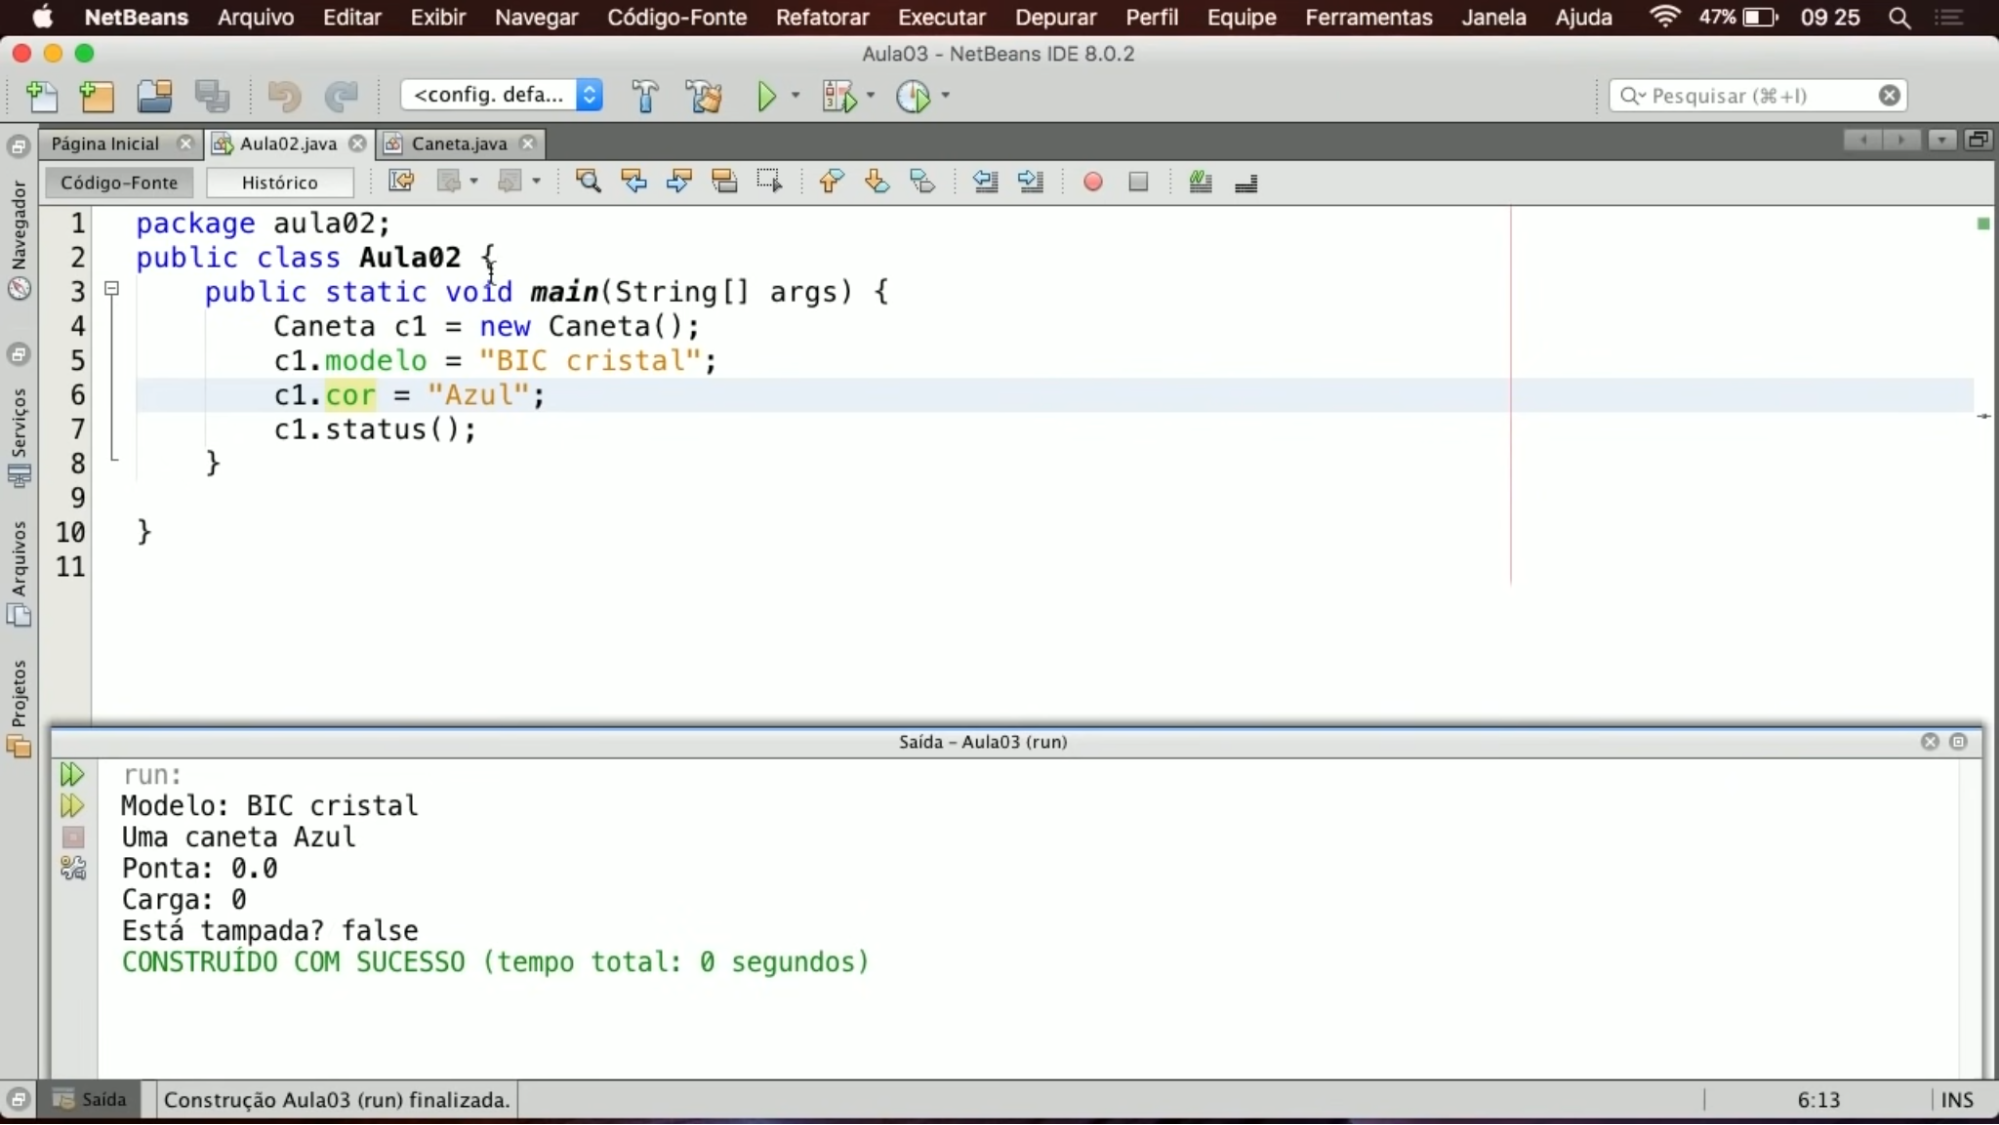 NetBeans Arquivo Editar Exibir Navegar Código-Fonte Refatorar Executar Depurar Perfil Equipe Ferramentas Janela Ajuda 47% 09 25
Aula03 - NetBeans IDE 8.0.2
<config. defa... Pesquisar (⌘+I)
Página Inicial Aula02.java Caneta.java
Código-Fonte Histórico
Navegador
Serviços
Arquivos
Projetos
1 package aula02;
2 public class Aula02 {
3 public static void main(String[] args) {
4 Caneta c1 = new Caneta();
5 c1.modelo = "BIC cristal";
6 c1.cor = "Azul";
7 c1.status();
8 }
9
10 }
11
Saída - Aula03 (run)
run:
Modelo: BIC cristal
Uma caneta Azul
Ponta: 0.0
Carga: 0
Está tampada? false
CONSTRUÍDO COM SUCESSO (tempo total: 0 segundos)
Saída Construção Aula03 (run) finalizada. 6:13 INS